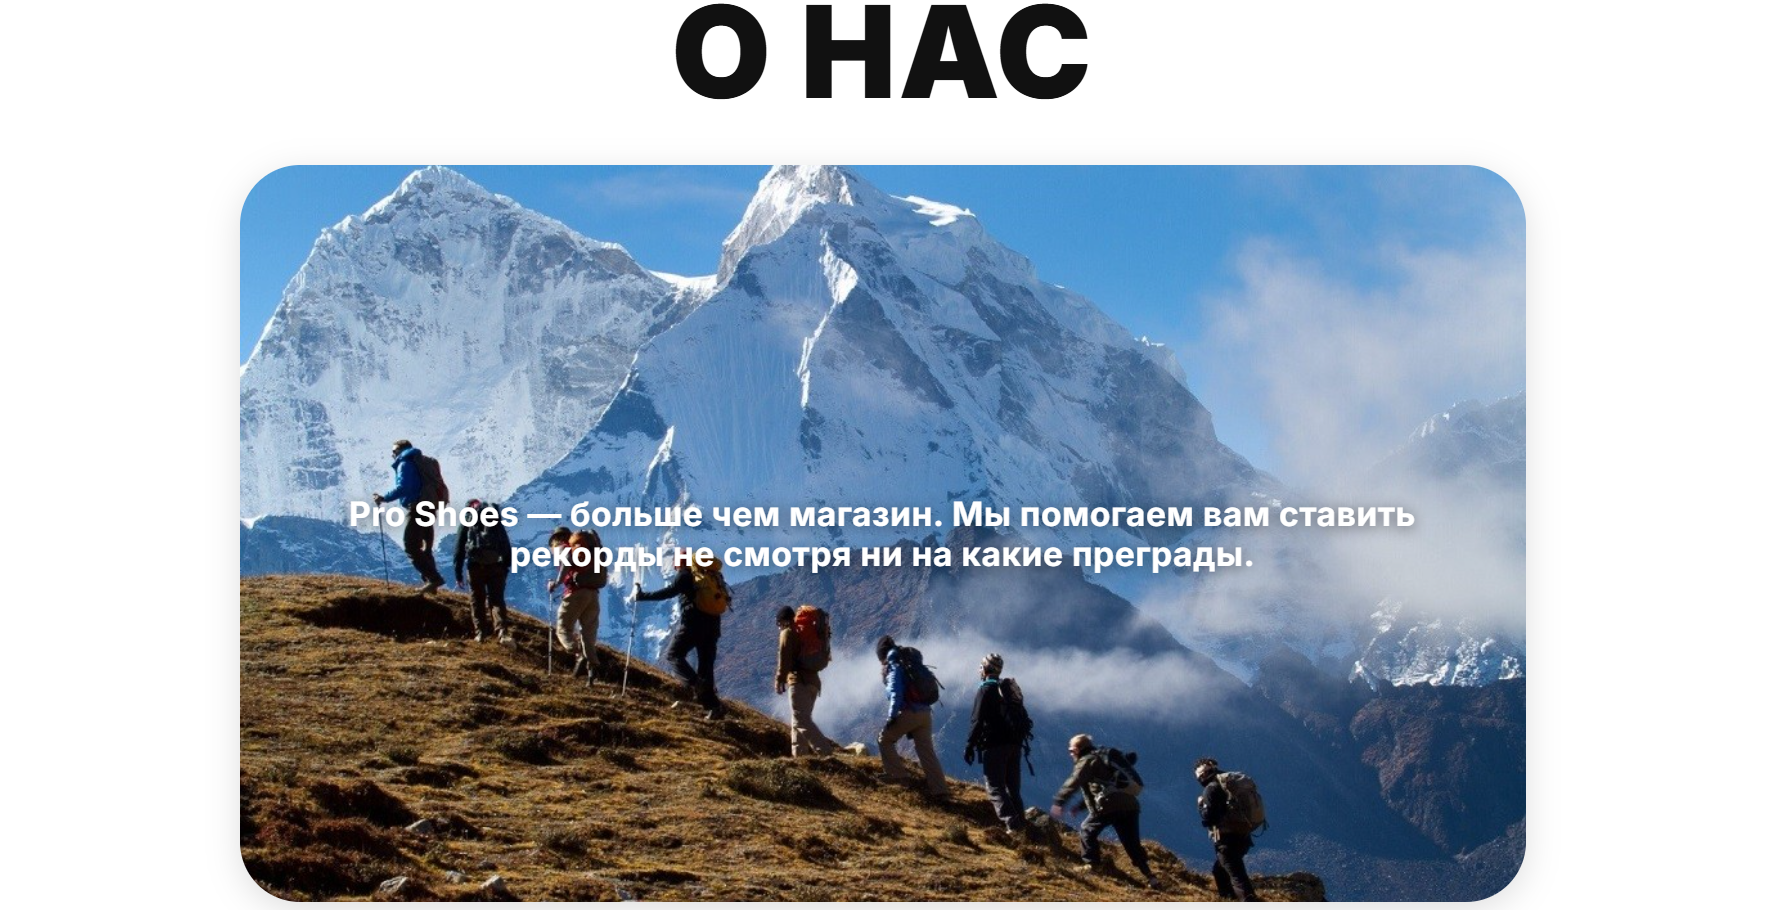 О НАС
Pro Shoes — больше чем магазин. Мы помогаем вам ставить
рекорды не смотря ни на какие преграды.